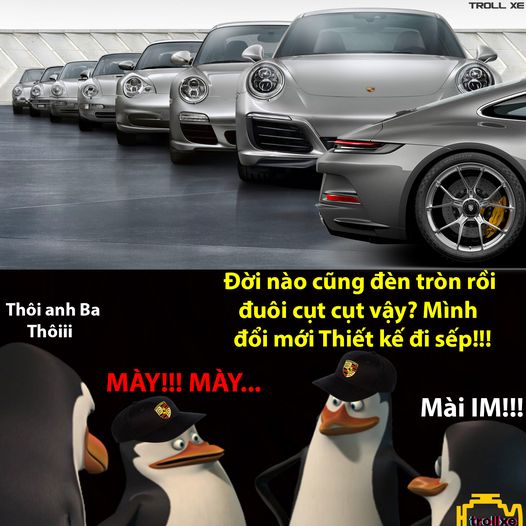 TROLL XE
Đời nào cũng đèn tròn rồi
đuôi cụt cụt vậy? Mình
đổi mới Thiết kế đi sếp!!!
Thôi anh Ba
Thôiii
MÀY!!! MÀY...
Mài IM!!!
trollxe